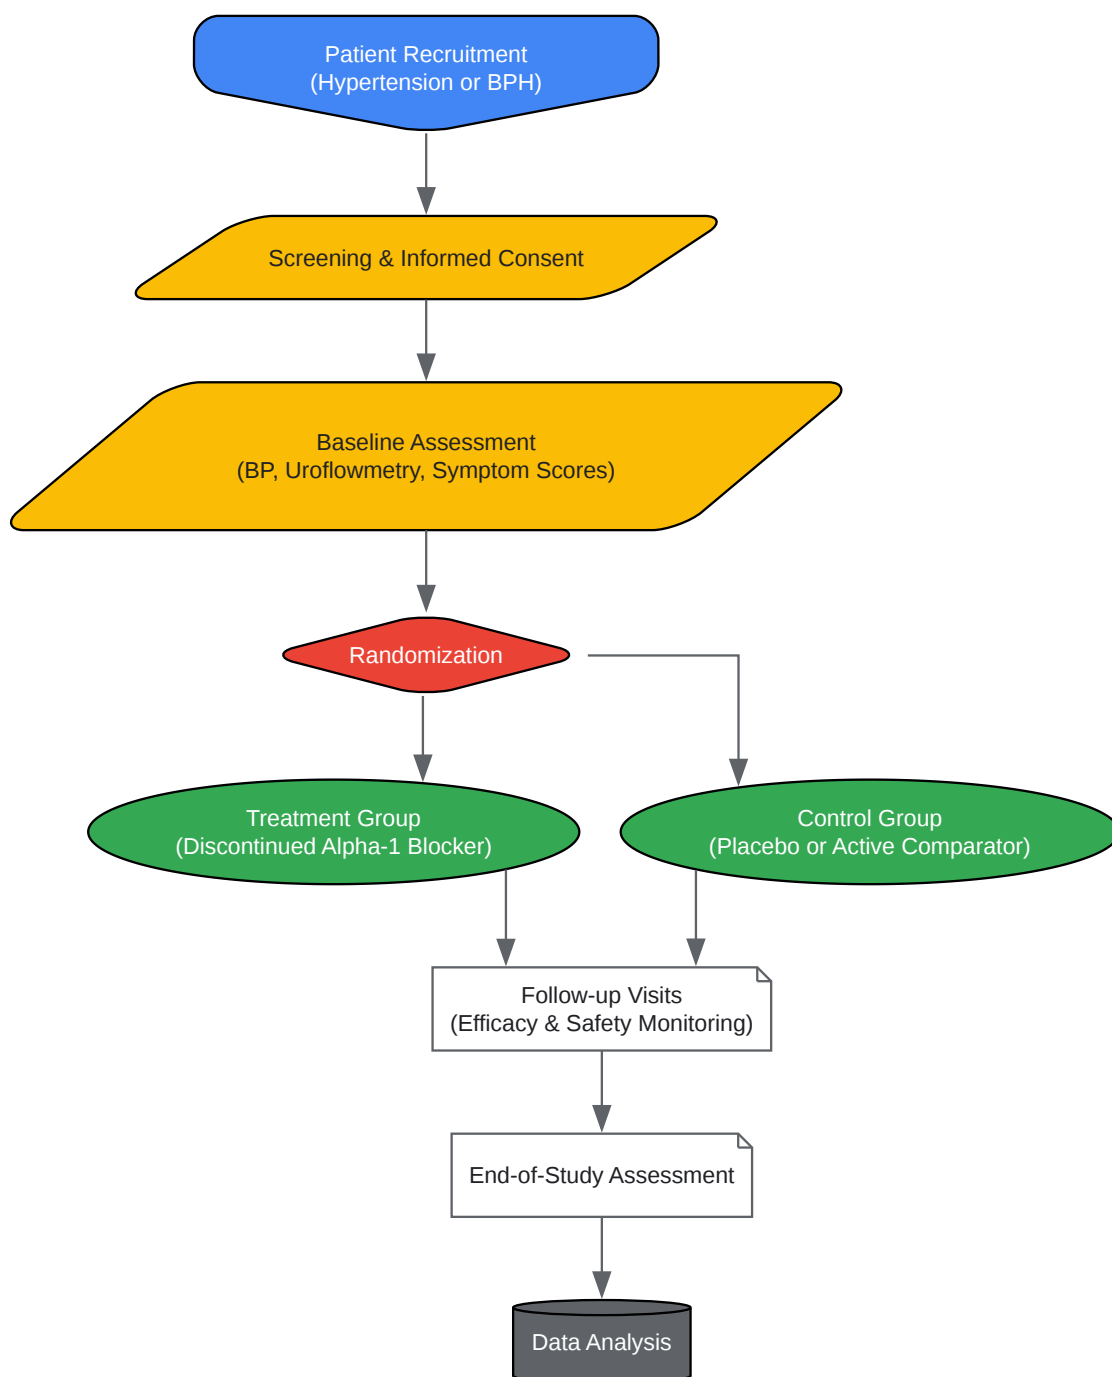 Patient Recruitment
(Hypertension or BPH)
Screening & Informed Consent
Baseline Assessment
(BP, Uroflowmetry, Symptom Scores)
Randomization
Treatment Group
(Discontinued Alpha-1 Blocker)
Control Group
(Placebo or Active Comparator)
Follow-up Visits
(Efficacy & Safety Monitoring)
End-of-Study Assessment
Data Analysis